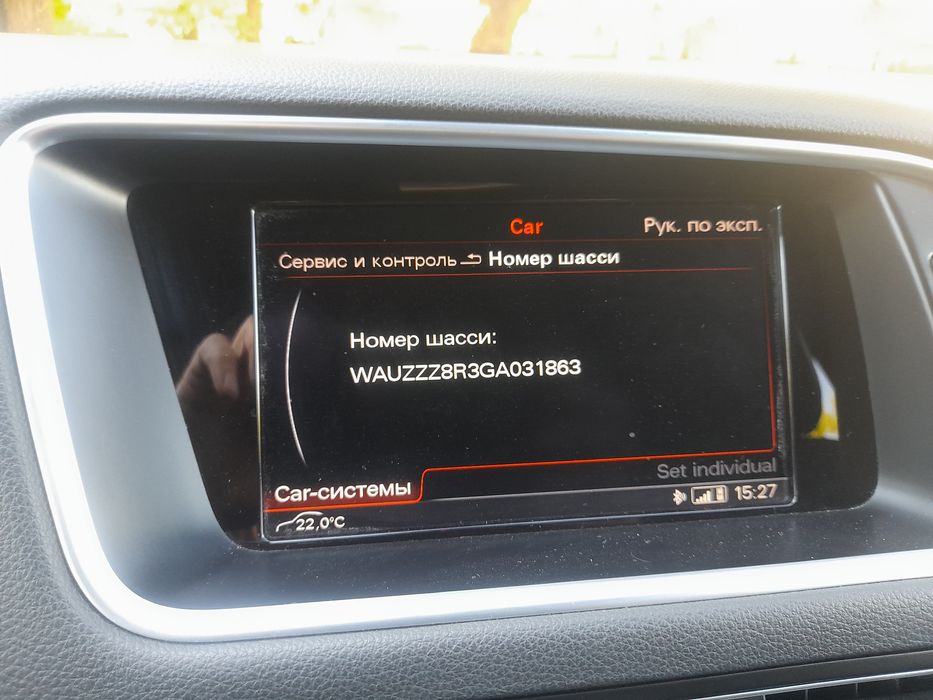 Car
Рук. по эксп.
Сервис и контроль Номер шасси
Номер шасси:
WAUZZZ8R3GA031863
Set individual
Car-системы
15:27
22,0°C